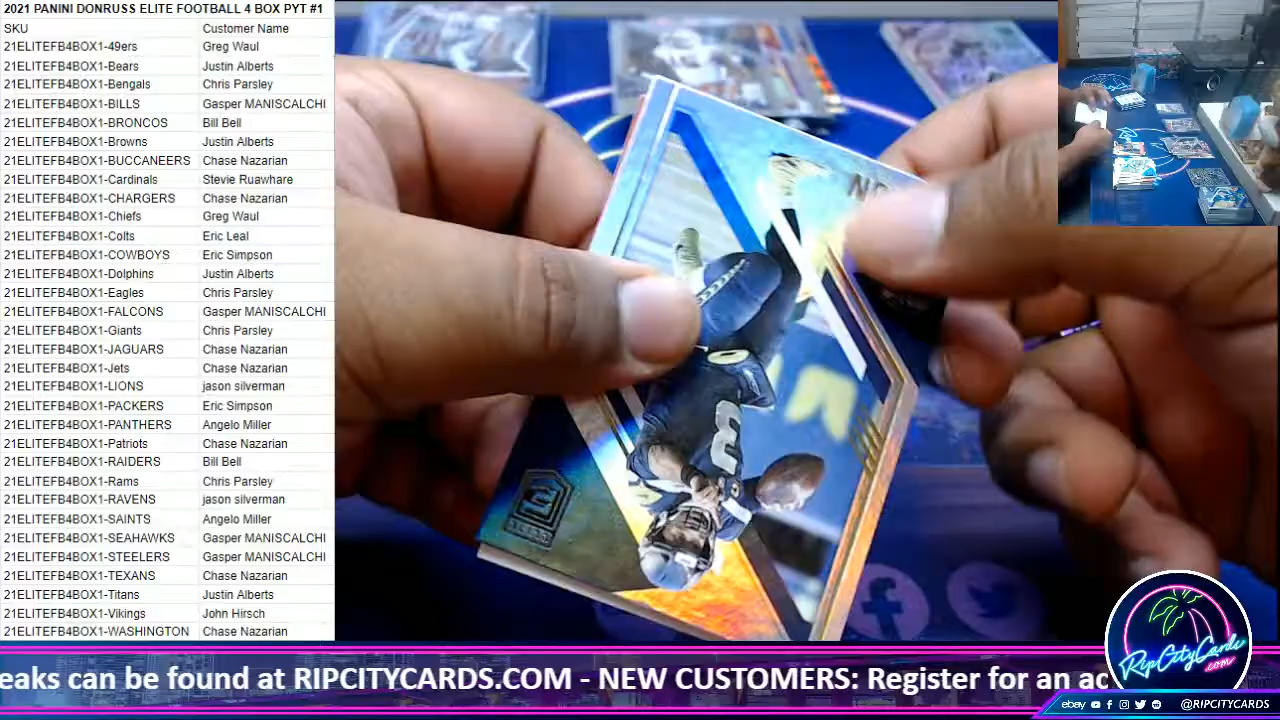 2021 PANINI DONRUSS ELITE FOOTBALL 4 BOX PYT #1
SKU Customer Name
21ELITEFB4BOX1-49ers Greg Waul
21ELITEFB4BOX1-Bears Justin Alberts
21ELITEFB4BOX1-Bengals Chris Parsley
21ELITEFB4BOX1-BILLS Gasper MANISCALCHI
21ELITEFB4BOX1-BRONCOS Bill Bell
21ELITEFB4BOX1-Browns Justin Alberts
21ELITEFB4BOX1-BUCCANEERS Chase Nazarian
21ELITEFB4BOX1-Cardinals Stevie Ruawhare
21ELITEFB4BOX1-CHARGERS Chase Nazarian
21ELITEFB4BOX1-Chiefs Greg Waul
21ELITEFB4BOX1-Colts Eric Leal
21ELITEFB4BOX1-COWBOYS Eric Simpson
21ELITEFB4BOX1-Dolphins Justin Alberts
21ELITEFB4BOX1-Eagles Chris Parsley
21ELITEFB4BOX1-FALCONS Gasper MANISCALCHI
21ELITEFB4BOX1-Giants Chris Parsley
21ELITEFB4BOX1-JAGUARS Chase Nazarian
21ELITEFB4BOX1-Jets Chase Nazarian
21ELITEFB4BOX1-LIONS jason silverman
21ELITEFB4BOX1-PACKERS Eric Simpson
21ELITEFB4BOX1-PANTHERS Angelo Miller
21ELITEFB4BOX1-Patriots Chase Nazarian
21ELITEFB4BOX1-RAIDERS Bill Bell
21ELITEFB4BOX1-Rams Chris Parsley
21ELITEFB4BOX1-RAVENS jason silverman
21ELITEFB4BOX1-SAINTS Angelo Miller
21ELITEFB4BOX1-SEAHAWKS Gasper MANISCALCHI
21ELITEFB4BOX1-STEELERS Gasper MANISCALCHI
21ELITEFB4BOX1-TEXANS Chase Nazarian
21ELITEFB4BOX1-Titans Justin Alberts
21ELITEFB4BOX1-Vikings John Hirsch
21ELITEFB4BOX1-WASHINGTON Chase Nazarian
3
ELITE
eaks can be found at RIPCITYCARDS.COM - NEW CUSTOMERS: Register for an ac
RipCityCards
.com
ebay @RIPCITYCARDS